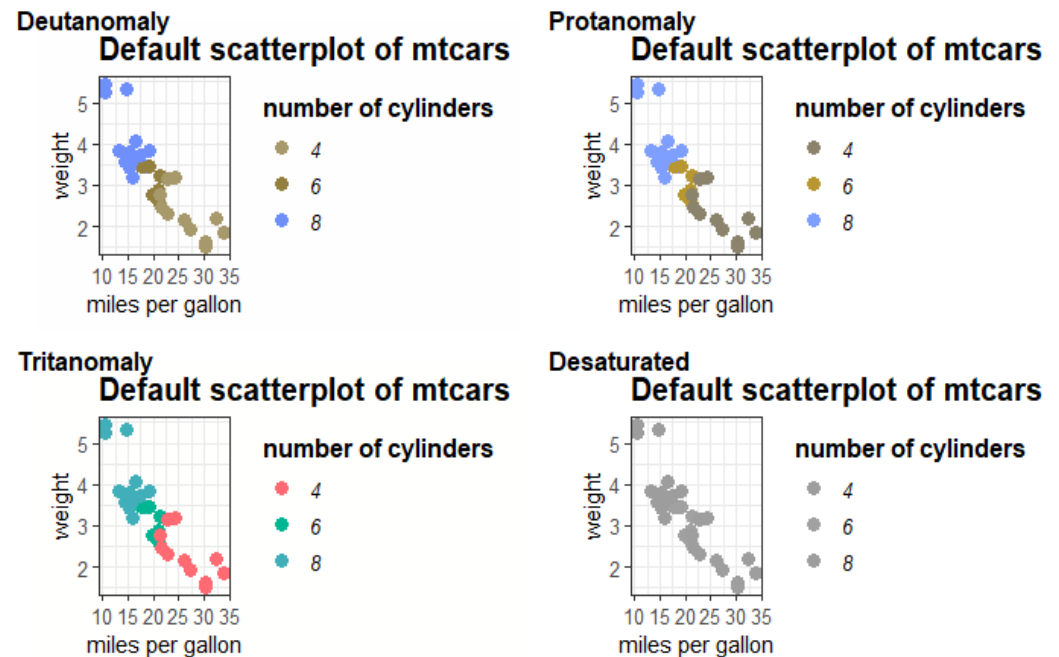 Deutanomaly
Default scatterplot of mtcars
number of cylinders
4
6
8
weight
5
4
3
2
10 15 20 25 30 35
miles per gallon
Protanomaly
Default scatterplot of mtcars
number of cylinders
4
6
8
weight
5
4
3
2
10 15 20 25 30 35
miles per gallon
Tritanomaly
Default scatterplot of mtcars
number of cylinders
4
6
8
weight
5
4
3
2
10 15 20 25 30 35
miles per gallon
Desaturated
Default scatterplot of mtcars
number of cylinders
4
6
8
weight
5
4
3
2
10 15 20 25 30 35
miles per gallon